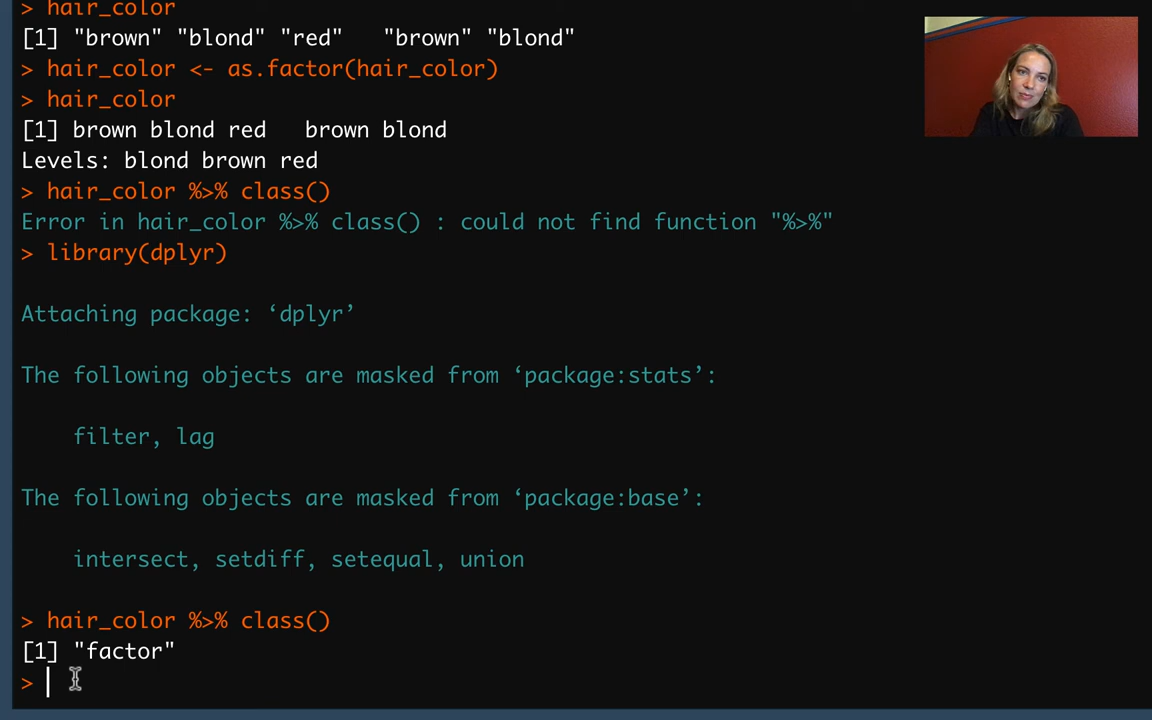 > hair_color
[1] "brown" "blond" "red"   "brown" "blond"
> hair_color <- as.factor(hair_color)
> hair_color
[1] brown blond red   brown blond
Levels: blond brown red
> hair_color %>% class()
Error in hair_color %>% class() : could not find function "%>%"
> library(dplyr)
Attaching package: ‘dplyr’
The following objects are masked from ‘package:stats’:
    filter, lag
The following objects are masked from ‘package:base’:
    intersect, setdiff, setequal, union
> hair_color %>% class()
[1] "factor"
>